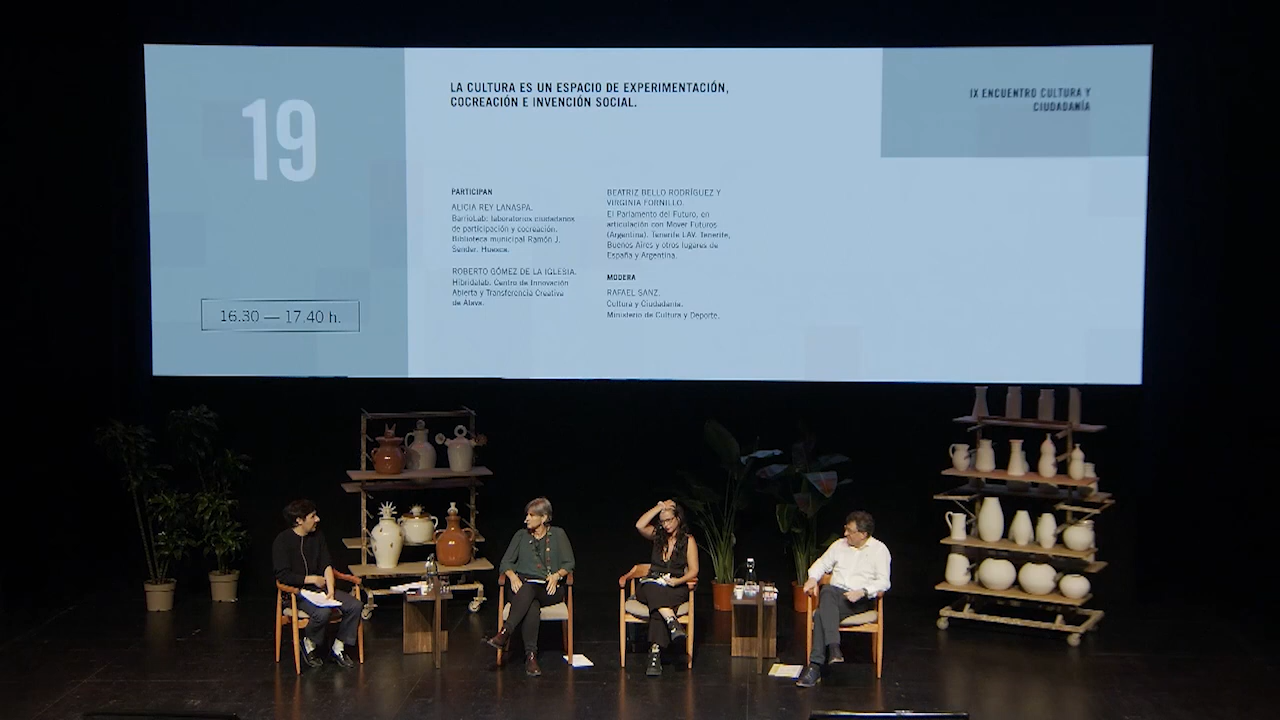 19
16.30 — 17.40 h.
LA CULTURA ES UN ESPACIO DE EXPERIMENTACIÓN,
COCREACIÓN E INVENCIÓN SOCIAL.
PARTICIPAN
ALICIA REY LANASPA.
BarrioLab: laboratorios ciudadanos
de participación y cocreación.
Biblioteca municipal Ramón J.
Sender. Huesca.
ROBERTO GÓMEZ DE LA IGLESIA.
Hibridalab. Centro de Innovación
Abierta y Transferencia Creativa
de Álava.
BEATRIZ BELLO RODRÍGUEZ Y
VIRGINIA FORNILLO.
El Parlamento del Futuro, en
articulación con Mover Futuros
(Argentina). Tenerife LAV. Tenerife,
Buenos Aires y otros lugares de
España y Argentina.
MODERA
RAFAEL SANZ.
Cultura y Ciudadanía.
Ministerio de Cultura y Deporte.
IX ENCUENTRO CULTURA Y
CIUDADANÍA